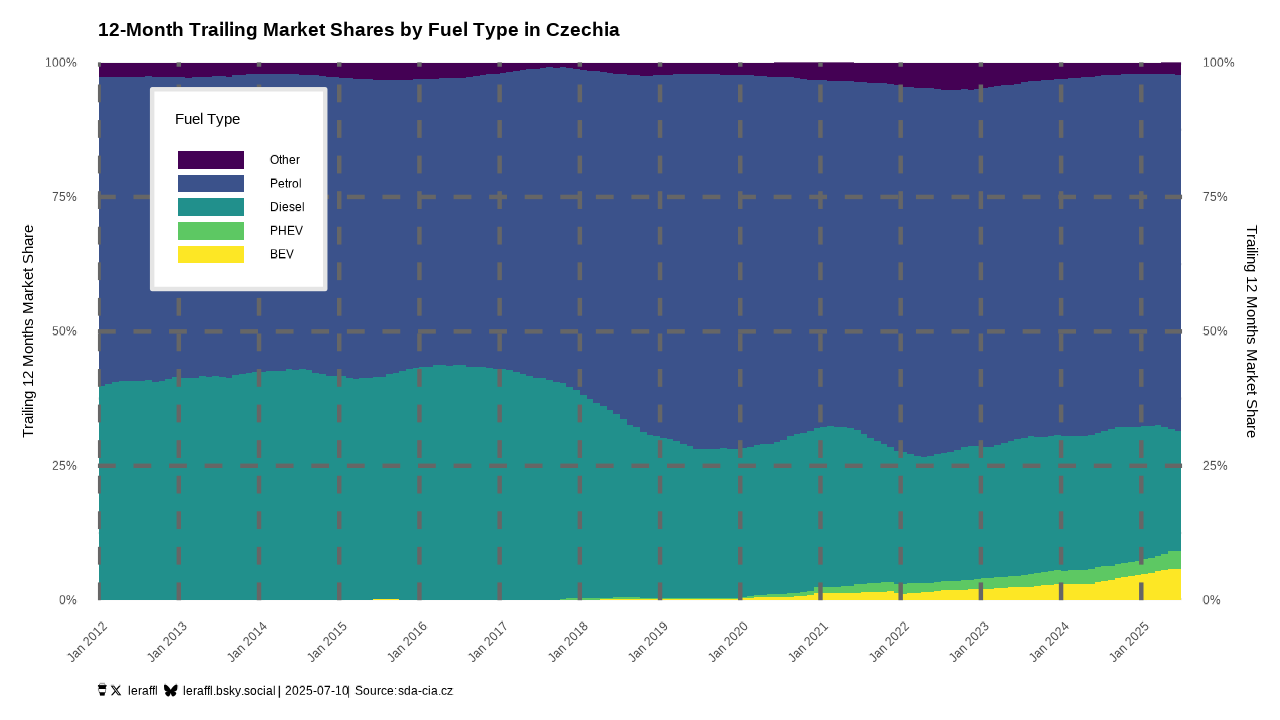 12-Month Trailing Market Shares by Fuel Type in Czechia
100%
75%
50%
25%
0%
Trailing 12 Months Market Share
Fuel Type
Other
Petrol
Diesel
PHEV
BEV
100%
75%
50%
25%
0%
Trailing 12 Months Market Share
Jan 2012
Jan 2013
Jan 2014
Jan 2015
Jan 2016
Jan 2017
Jan 2018
Jan 2019
Jan 2020
Jan 2021
Jan 2022
Jan 2023
Jan 2024
Jan 2025
leraffl leraffl.bsky.social | 2025-07-10 | Source: sda-cia.cz